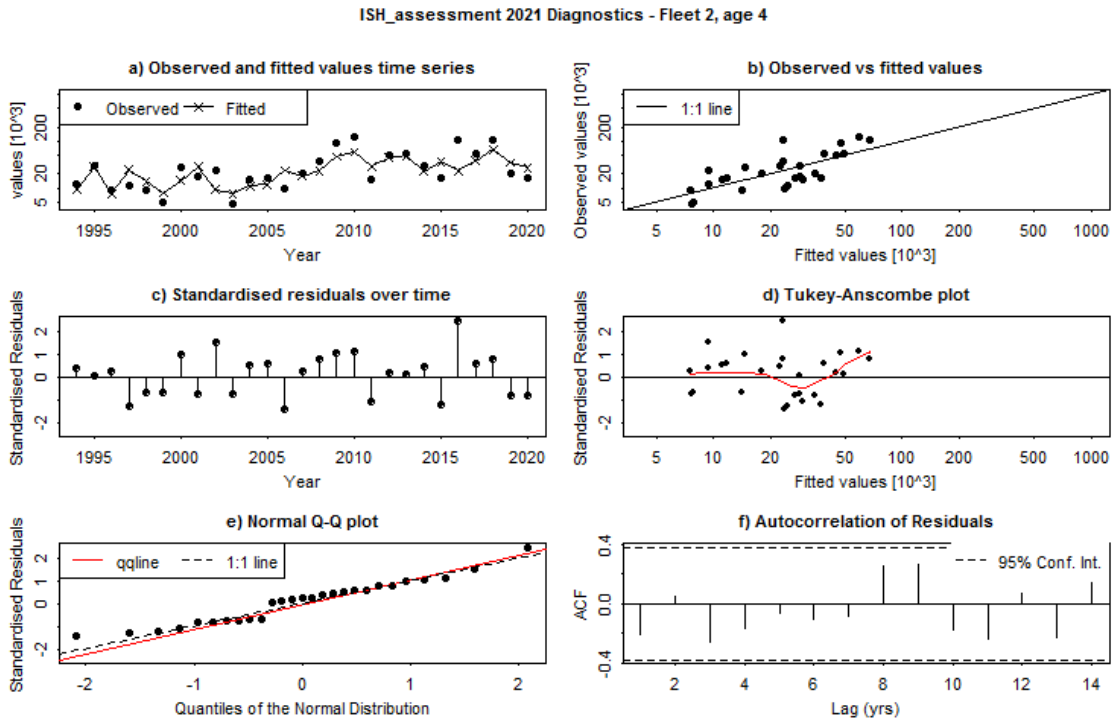 ISH_assessment 2021 Diagnostics - Fleet 2, age 4
a) Observed and fitted values time series
values [10^3]
200
20
5
Observed
Fitted
1995
2000
2005
2010
2015
2020
Year
b) Observed vs fitted values
Observed values [10^3]
200
20
5
1:1 line
5
10
20
50
100
200
500
1000
Fitted values [10^3]
c) Standardised residuals over time
Standardised Residuals
2
1
0
-2
1995
2000
2005
2010
2015
2020
Year
d) Tukey-Anscombe plot
Standardised Residuals
2
1
0
-2
5
10
20
50
100
200
500
1000
Fitted values [10^3]
e) Normal Q-Q plot
Standardised Residuals
2
0
-2
qqline
1:1 line
-2
-1
0
1
2
Quantiles of the Normal Distribution
f) Autocorrelation of Residuals
ACF
0.4
0.0
-0.4
95% Conf. Int.
2
4
6
8
10
12
14
Lag (yrs)